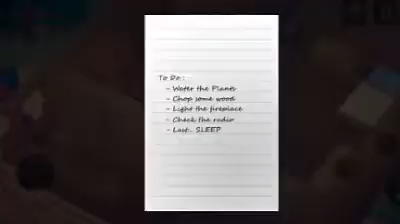 To Do:
- Water the Plants
- Chop some wood
- Light the fireplace
- Check the radio
- Last.. SLEEP